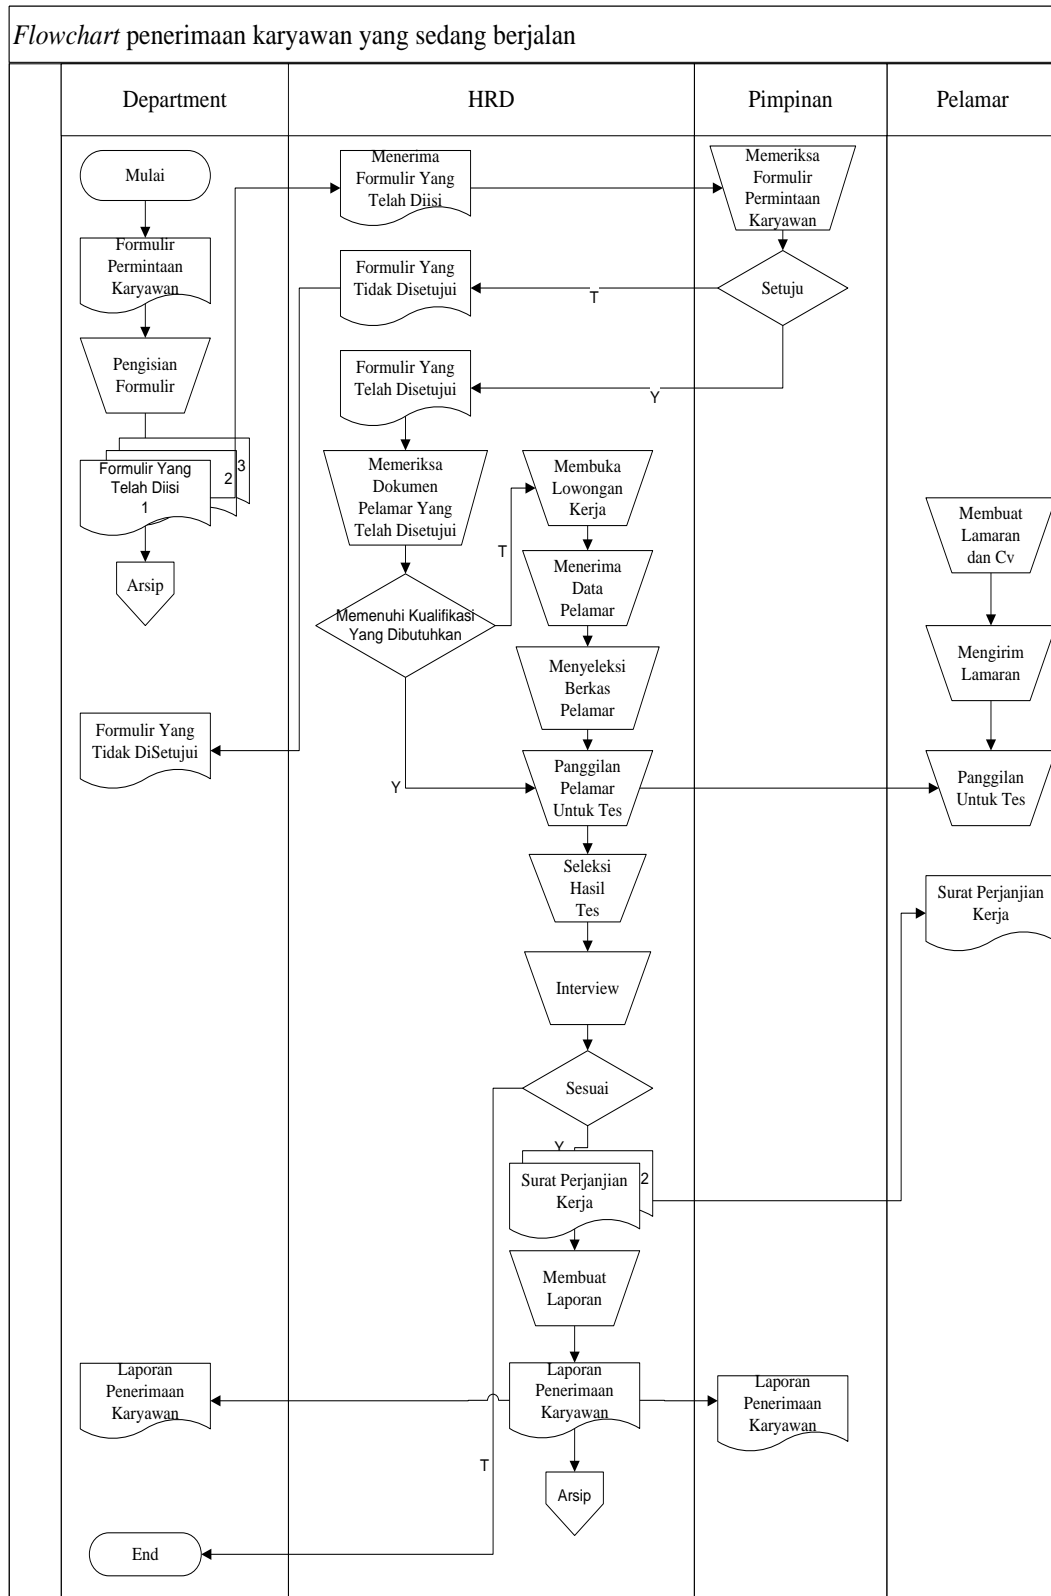 Flowchart penerimaan karyawan yang sedang berjalan
Department
HRD
Pimpinan
Pelamar
Mulai
Menerima
Formulir Yang
Telah Diisi
Memeriksa
Formulir
Permintaan
Karyawan
Formulir
Permintaan
Karyawan
Formulir Yang
Tidak Disetujui
T
Setuju
Pengisian
Formulir
Formulir Yang
Telah Disetujui
Y
Formulir Yang
Telah Diisi
1
2
3
Memeriksa
Dokumen
Pelamar Yang
Telah Disetujui
Membuka
Lowongan
Kerja
Membuat
Lamaran
dan Cv
T
Arsip
Memenuhi Kualifikasi
Yang Dibutuhkan
Menerima
Data
Pelamar
Mengirim
Lamaran
Menyeleksi
Berkas
Pelamar
Formulir Yang
Tidak DiSetujui
Y
Panggilan
Pelamar
Untuk Tes
Panggilan
Untuk Tes
Seleksi
Hasil
Tes
Surat Perjanjian
Kerja
Interview
Sesuai
Y
Surat Perjanjian
Kerja
2
Membuat
Laporan
Laporan
Penerimaan
Karyawan
Laporan
Penerimaan
Karyawan
Laporan
Penerimaan
Karyawan
T
Arsip
End